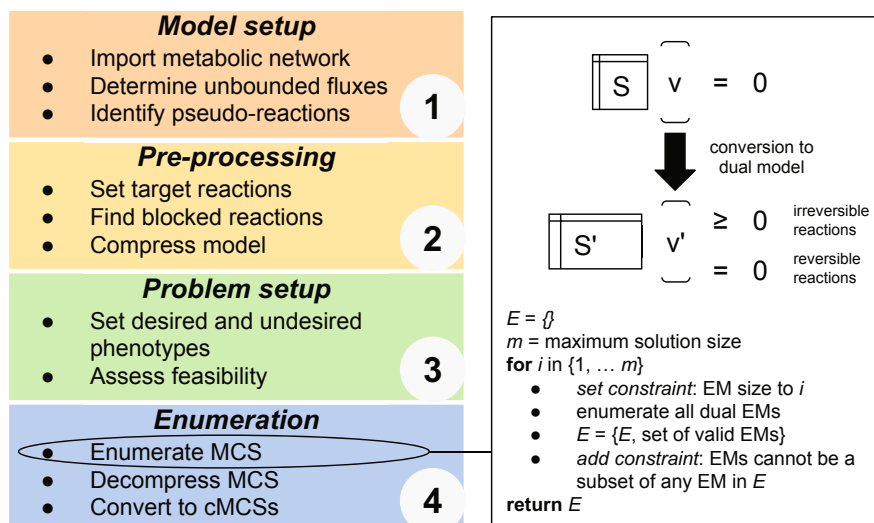 Model setup
● Import metabolic network
● Determine unbounded fluxes
● Identify pseudo-reactions
1
Pre-processing
● Set target reactions
● Find blocked reactions
● Compress model
2
Problem setup
● Set desired and undesired
phenotypes
● Assess feasibility
3
Enumeration
● Enumerate MCS
● Decompress MCS
● Convert to cMCSs
4
S v = 0
conversion to
dual model
S' v' ≥ 0 irreversible
reactions
= 0 reversible
reactions
E = {}
m = maximum solution size
for i in {1, … m}
● set constraint: EM size to i
● enumerate all dual EMs
● E = {E, set of valid EMs}
● add constraint: EMs cannot be a
subset of any EM in E
return E